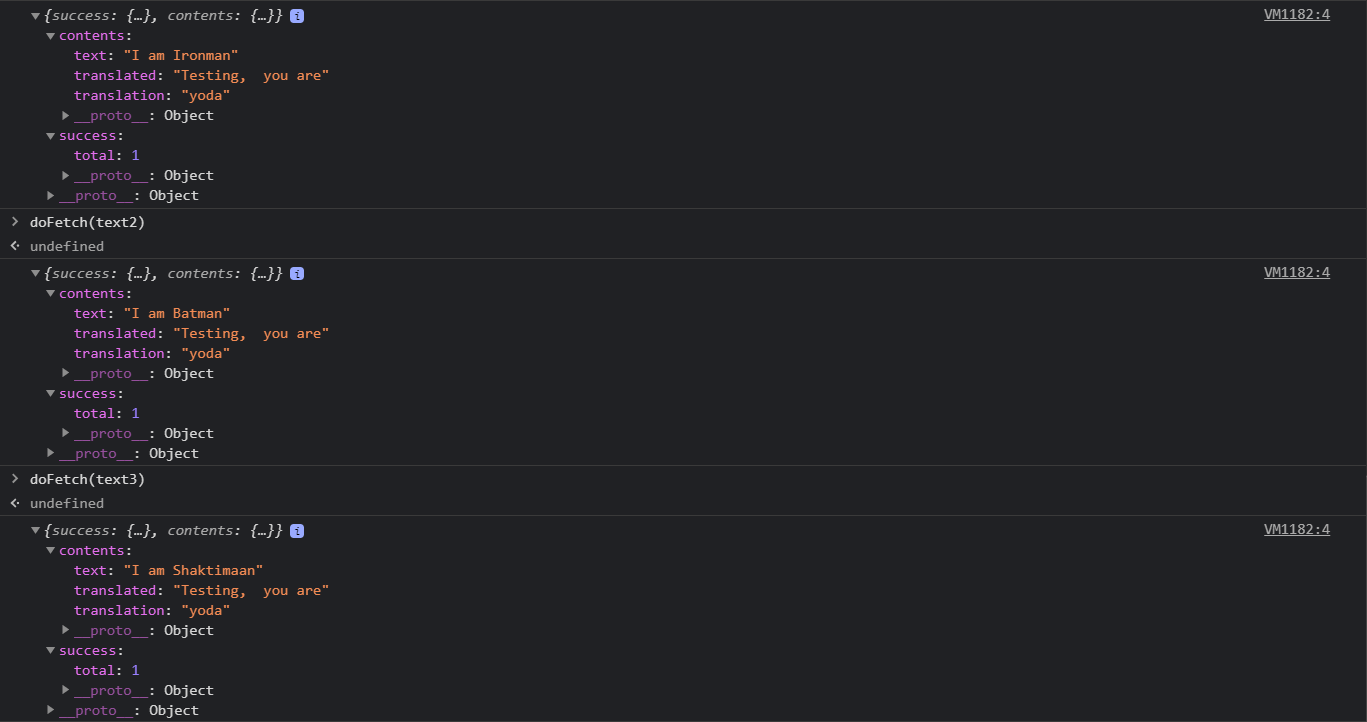 {success: {…}, contents: {…}} i VM1182:4
contents:
text: "I am Ironman"
translated: "Testing,  you are"
translation: "yoda"
__proto__: Object
success:
total: 1
__proto__: Object
__proto__: Object
doFetch(text2)
undefined
{success: {…}, contents: {…}} i VM1182:4
contents:
text: "I am Batman"
translated: "Testing,  you are"
translation: "yoda"
__proto__: Object
success:
total: 1
__proto__: Object
__proto__: Object
doFetch(text3)
undefined
{success: {…}, contents: {…}} i VM1182:4
contents:
text: "I am Shaktimaan"
translated: "Testing,  you are"
translation: "yoda"
__proto__: Object
success:
total: 1
__proto__: Object
__proto__: Object